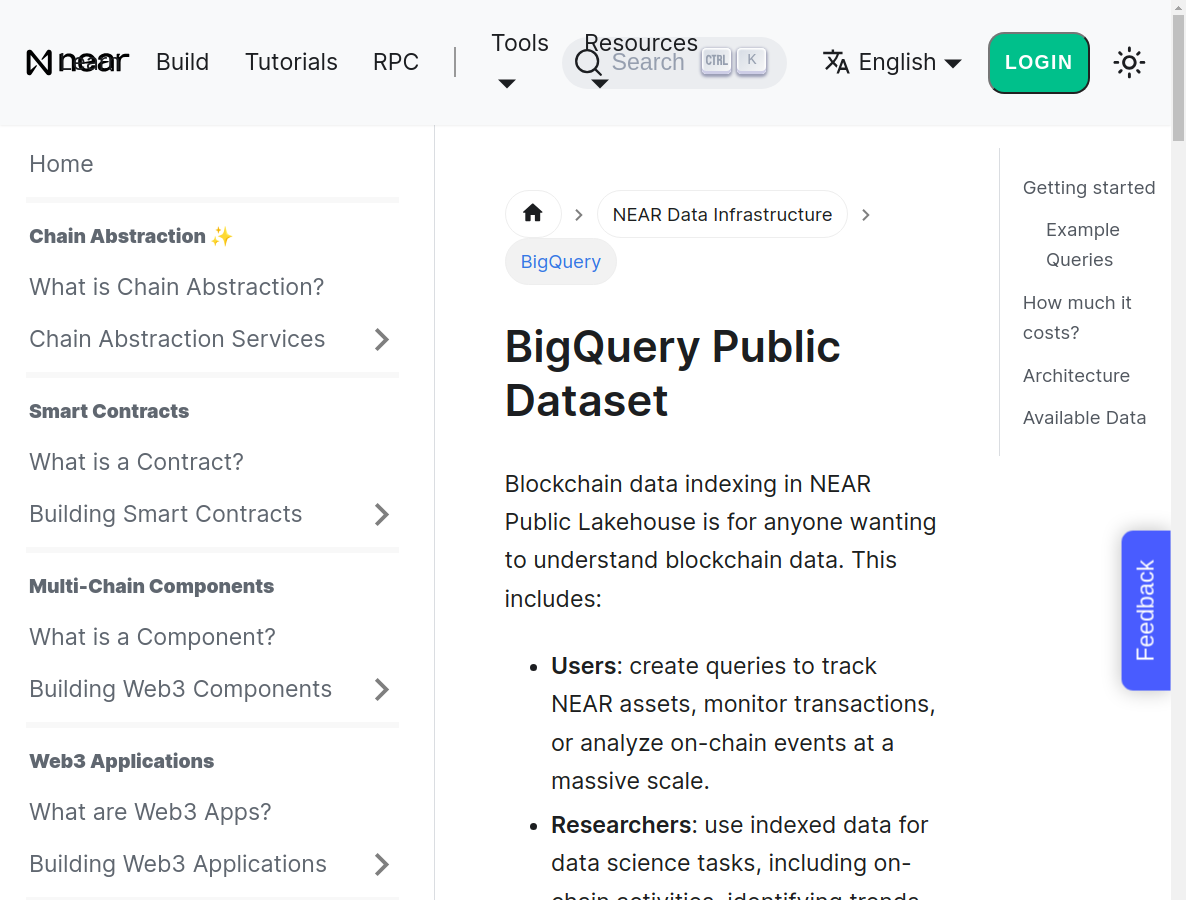 near
Learn
Build
Tutorials
RPC
Tools
Resources
Search
CTRL
K
English
LOGIN
Home
Chain Abstraction ✨
What is Chain Abstraction?
Chain Abstraction Services
Smart Contracts
What is a Contract?
Building Smart Contracts
Multi-Chain Components
What is a Component?
Building Web3 Components
Web3 Applications
What are Web3 Apps?
Building Web3 Applications
NEAR Data Infrastructure
BigQuery
BigQuery Public
Dataset
Blockchain data indexing in NEAR
Public Lakehouse is for anyone wanting
to understand blockchain data. This
includes:
Users: create queries to track
NEAR assets, monitor transactions,
or analyze on-chain events at a
massive scale.
Researchers: use indexed data for
data science tasks, including on-
chain activities, identifying trends
Getting started
Example
Queries
How much it
costs?
Architecture
Available Data
Feedback